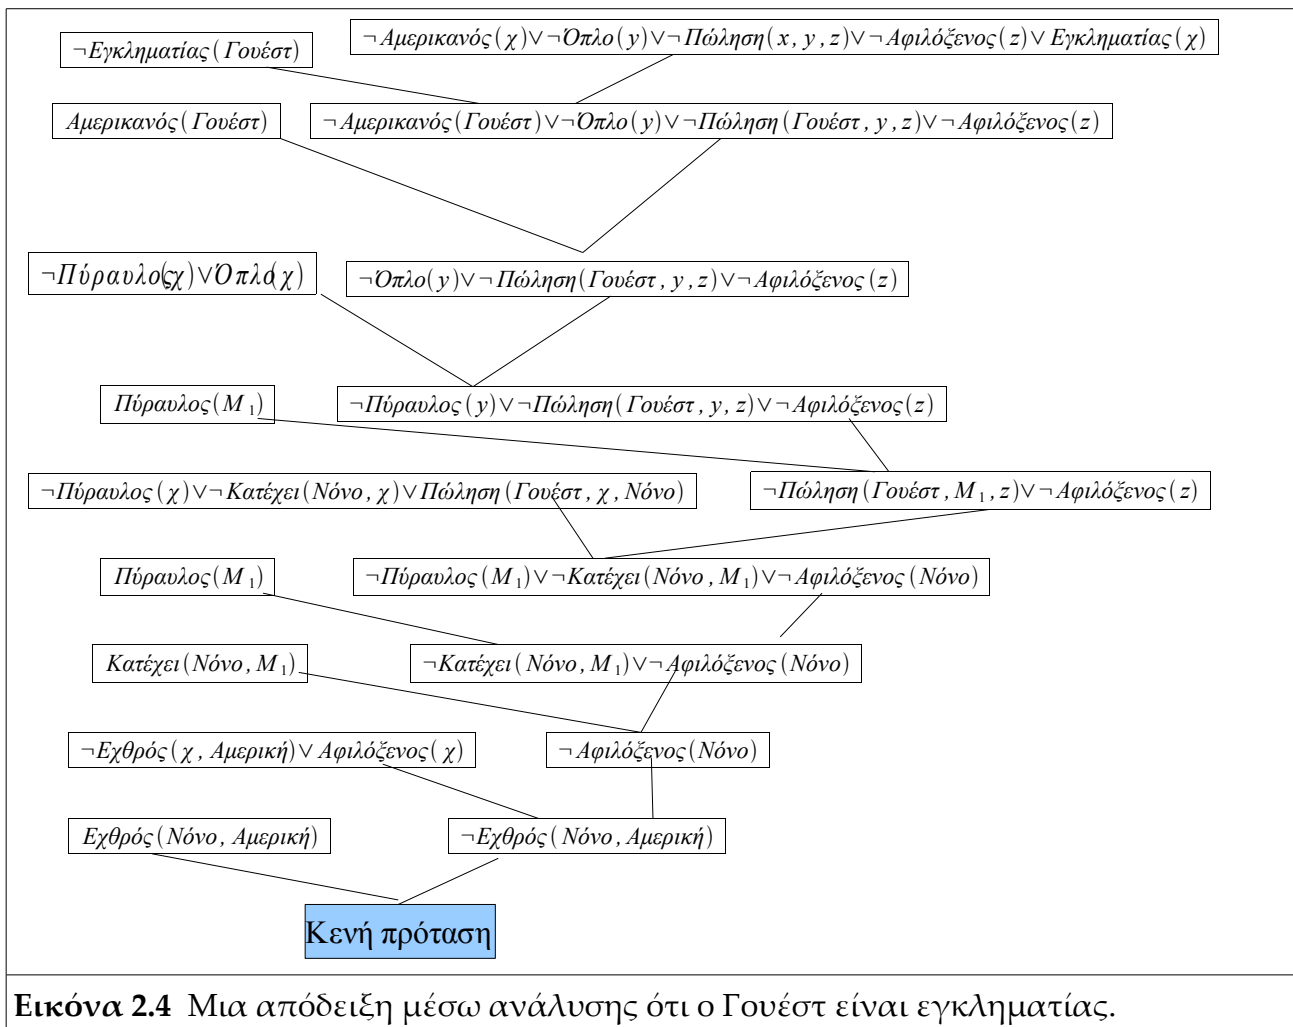 ¬Εγκληματίας(Γουέστ)
¬Αμερικανός(χ)∨¬Όπλο(y)∨¬Πώληση(x, y, z)∨¬Αφιλόξενος(z)∨Εγκληματίας(χ)
Αμερικανός(Γουέστ)
¬Αμερικανός(Γουέστ)∨¬Όπλο(y)∨¬Πώληση(Γουέστ, y, z)∨¬Αφιλόξενος(z)
¬Πύραυλος(χ)∨Όπλο(χ)
¬Όπλο(y)∨¬Πώληση(Γουέστ, y, z)∨¬Αφιλόξενος(z)
Πύραυλος(M₁)
¬Πύραυλος(y)∨¬Πώληση(Γουέστ, y, z)∨¬Αφιλόξενος(z)
¬Πύραυλος(χ)∨¬Κατέχει(Νόνο, χ)∨Πώληση(Γουέστ, χ, Νόνο)
¬Πώληση(Γουέστ, M₁, z)∨¬Αφιλόξενος(z)
Πύραυλος(M₁)
¬Πύραυλος(M₁)∨¬Κατέχει(Νόνο, M₁)∨¬Αφιλόξενος(Νόνο)
Κατέχει(Νόνο, M₁)
¬Κατέχει(Νόνο, M₁)∨¬Αφιλόξενος(Νόνο)
¬Εχθρός(χ, Αμερική)∨Αφιλόξενος(χ)
¬Αφιλόξενος(Νόνο)
Εχθρός(Νόνο, Αμερική)
¬Εχθρός(Νόνο, Αμερική)
Κενή πρόταση
Εικόνα 2.4 Μια απόδειξη μέσω ανάλυσης ότι ο Γουέστ είναι εγκληματίας.